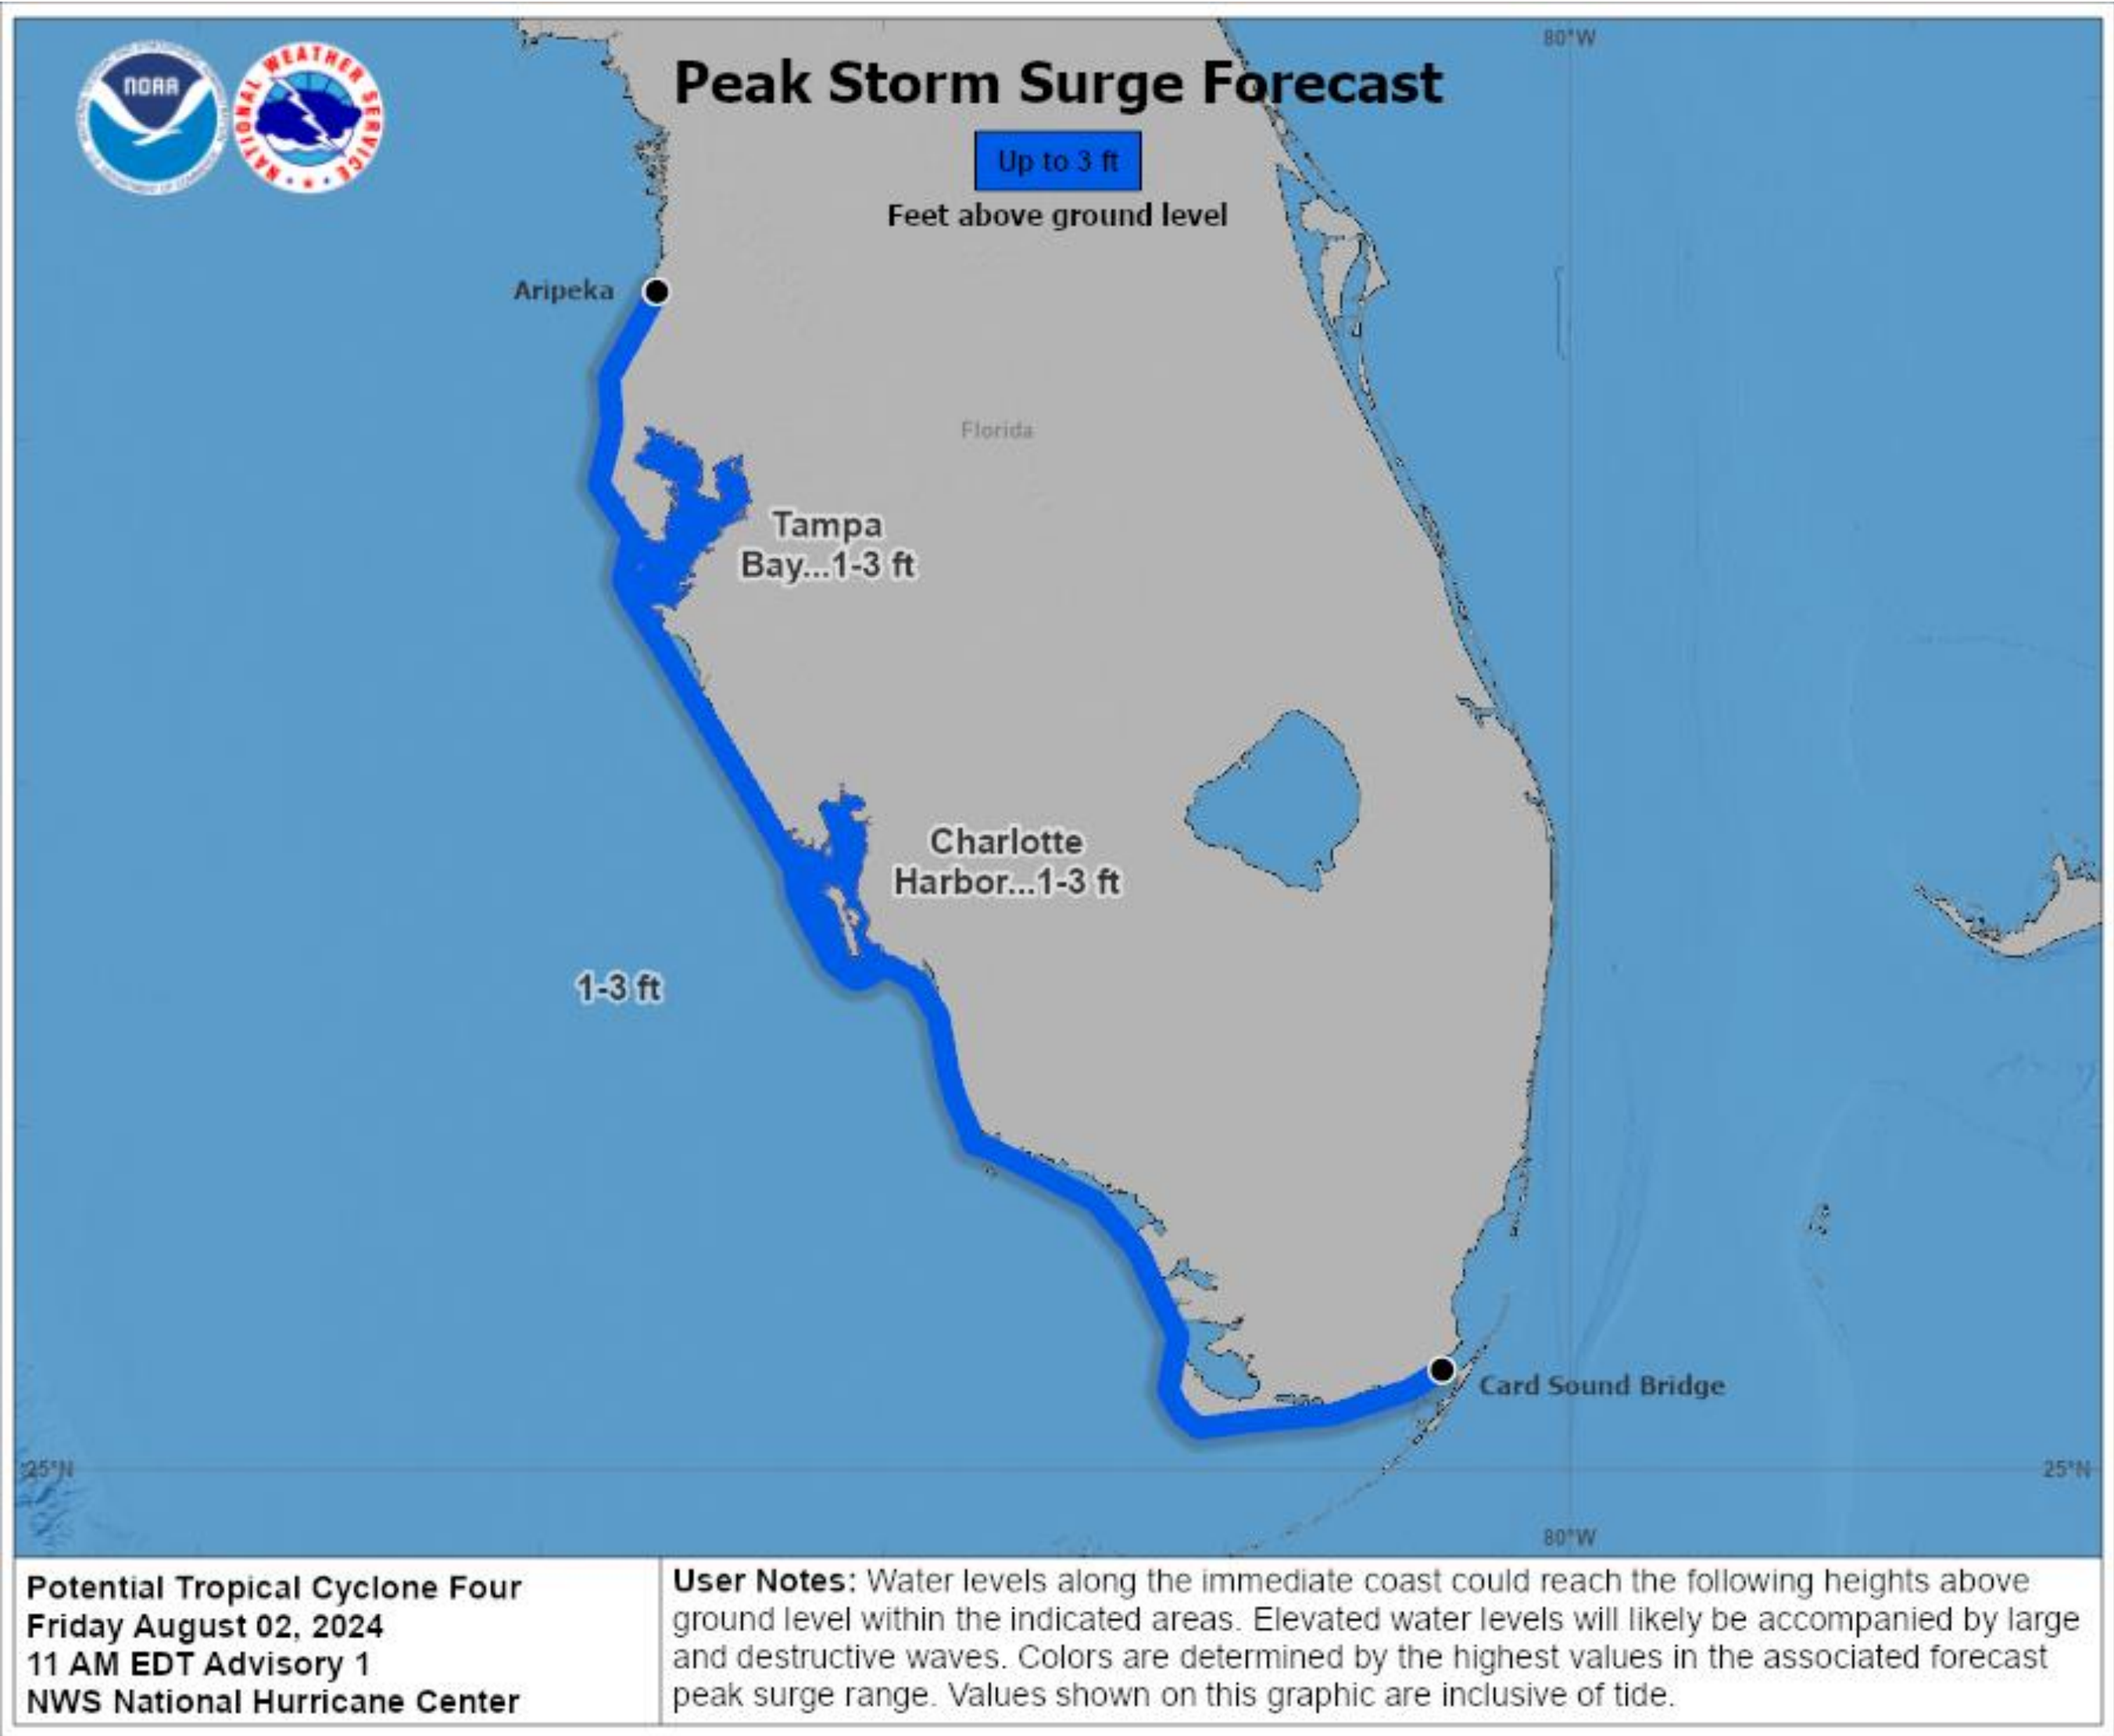 NOAA
NATIONAL WEATHER SERVICE
Peak Storm Surge Forecast
80°W
Up to 3 ft
Feet above ground level
Aripeka
Florida
Tampa
Bay...1-3 ft
Charlotte
Harbor...1-3 ft
1-3 ft
Card Sound Bridge
25°N
25°N
80°W
Potential Tropical Cyclone Four
Friday August 02, 2024
11 AM EDT Advisory 1
NWS National Hurricane Center
User Notes: Water levels along the immediate coast could reach the following heights above
ground level within the indicated areas. Elevated water levels will likely be accompanied by large
and destructive waves. Colors are determined by the highest values in the associated forecast
peak surge range. Values shown on this graphic are inclusive of tide.